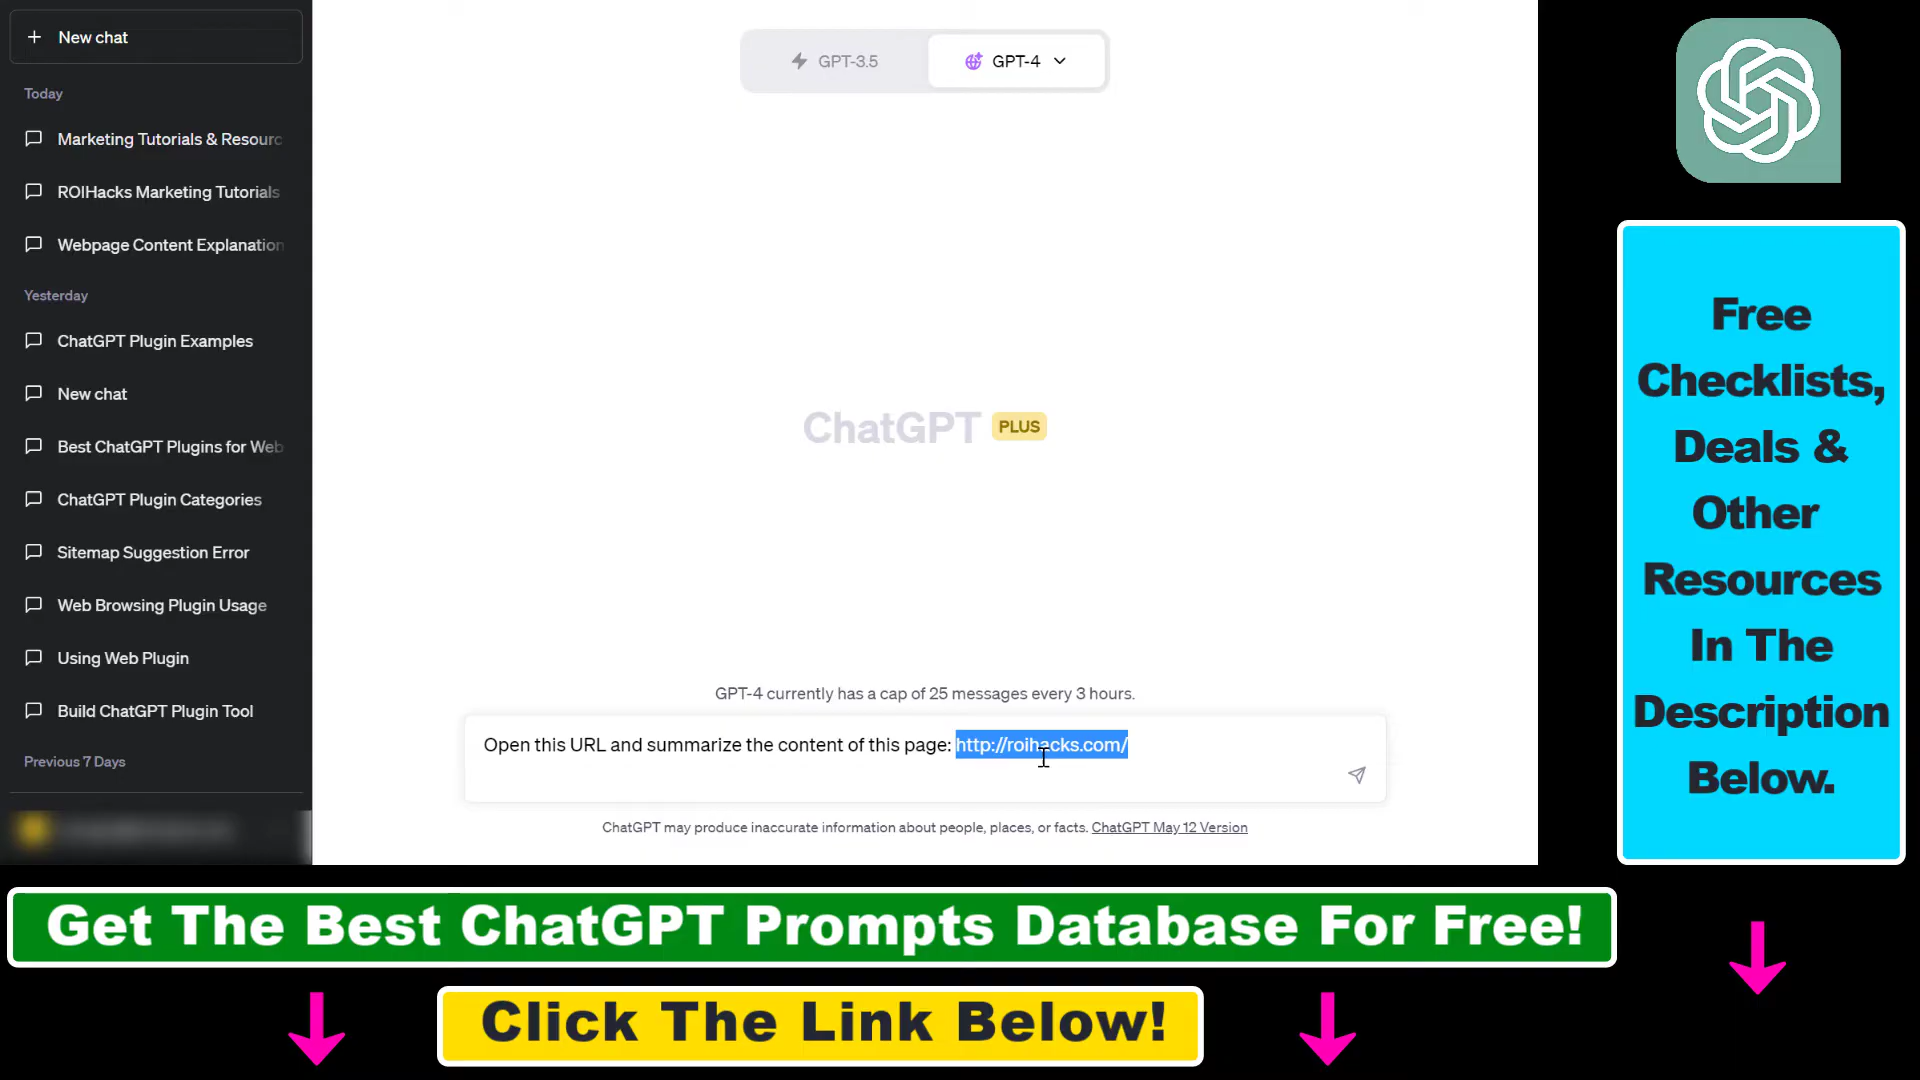 New chat
Today
Marketing Tutorials & Resourc
ROIHacks Marketing Tutorials
Webpage Content Explanation
Yesterday
ChatGPT Plugin Examples
New chat
Best ChatGPT Plugins for Web
ChatGPT Plugin Categories
Sitemap Suggestion Error
Web Browsing Plugin Usage
Using Web Plugin
Build ChatGPT Plugin Tool
Previous 7 Days
GPT-3.5
GPT-4
ChatGPT PLUS
GPT-4 currently has a cap of 25 messages every 3 hours.
Open this URL and summarize the content of this page: http://roihacks.com/
ChatGPT may produce inaccurate information about people, places, or facts. ChatGPT May 12 Version
Free
Checklists,
Deals &
Other
Resources
In The
Description
Below.
Get The Best ChatGPT Prompts Database For Free!
Click The Link Below!